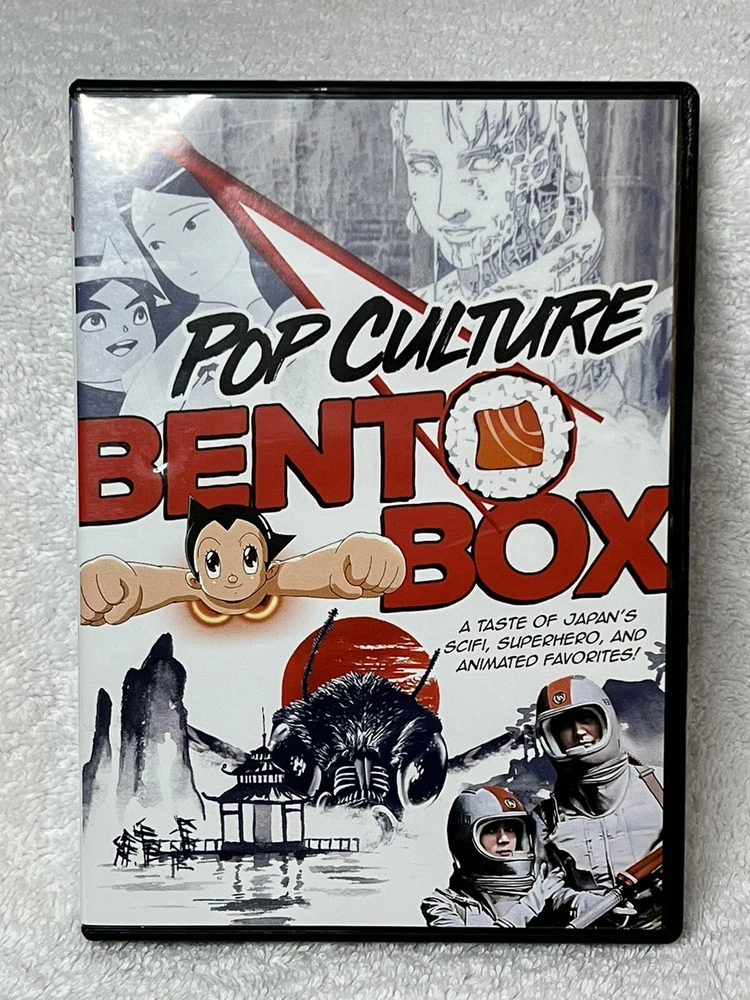 POP CULTURE
BENTO
BOX
A TASTE OF JAPAN'S
SCIFI, SUPERHERO, AND
ANIMATED FAVORITES!